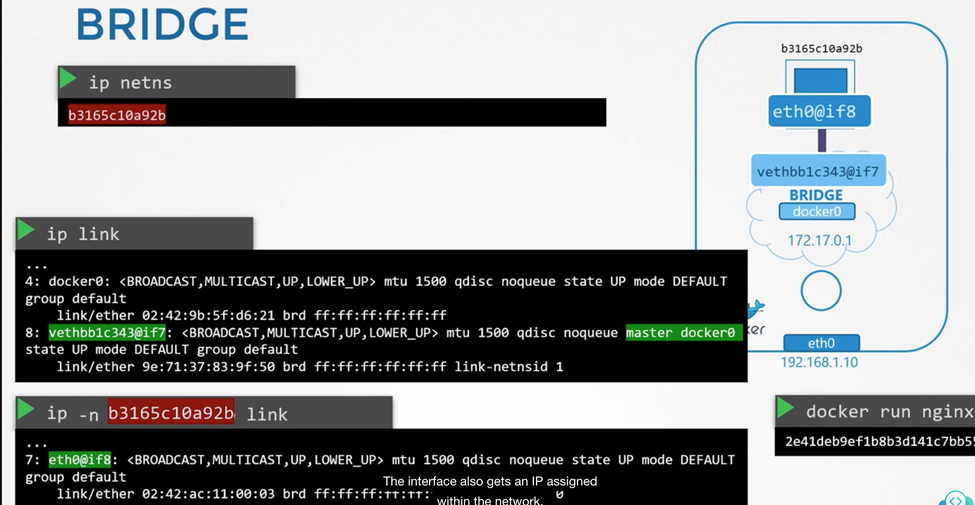 BRIDGE
ip netns
b3165c10a92b
ip link
...
4: docker0: <BROADCAST,MULTICAST,UP,LOWER_UP> mtu 1500 qdisc noqueue state UP mode DEFAULT
group default
link/ether 02:42:9b:5f:d6:21 brd ff:ff:ff:ff:ff:ff
8: vethbb1c343@if7: <BROADCAST,MULTICAST,UP,LOWER_UP> mtu 1500 qdisc noqueue master docker0
state UP mode DEFAULT group default
link/ether 9e:71:37:83:9f:50 brd ff:ff:ff:ff:ff:ff link-netnsid 1
ip -n b3165c10a92b link
...
7: eth0@if8: <BROADCAST,MULTICAST,UP,LOWER_UP> mtu 1500 qdisc noqueue state UP mode DEFAULT
group default
link/ether 02:42:ac:11:00:03 brd ff:ff:ff:ff:ff:
The interface also gets an IP assigned
within the network.
b3165c10a92b
eth0@if8
vethbb1c343@if7
BRIDGE
docker0
172.17.0.1
eth0
192.168.1.10
docker run nginx
2e41deb9ef1b8b3d141c7bb5